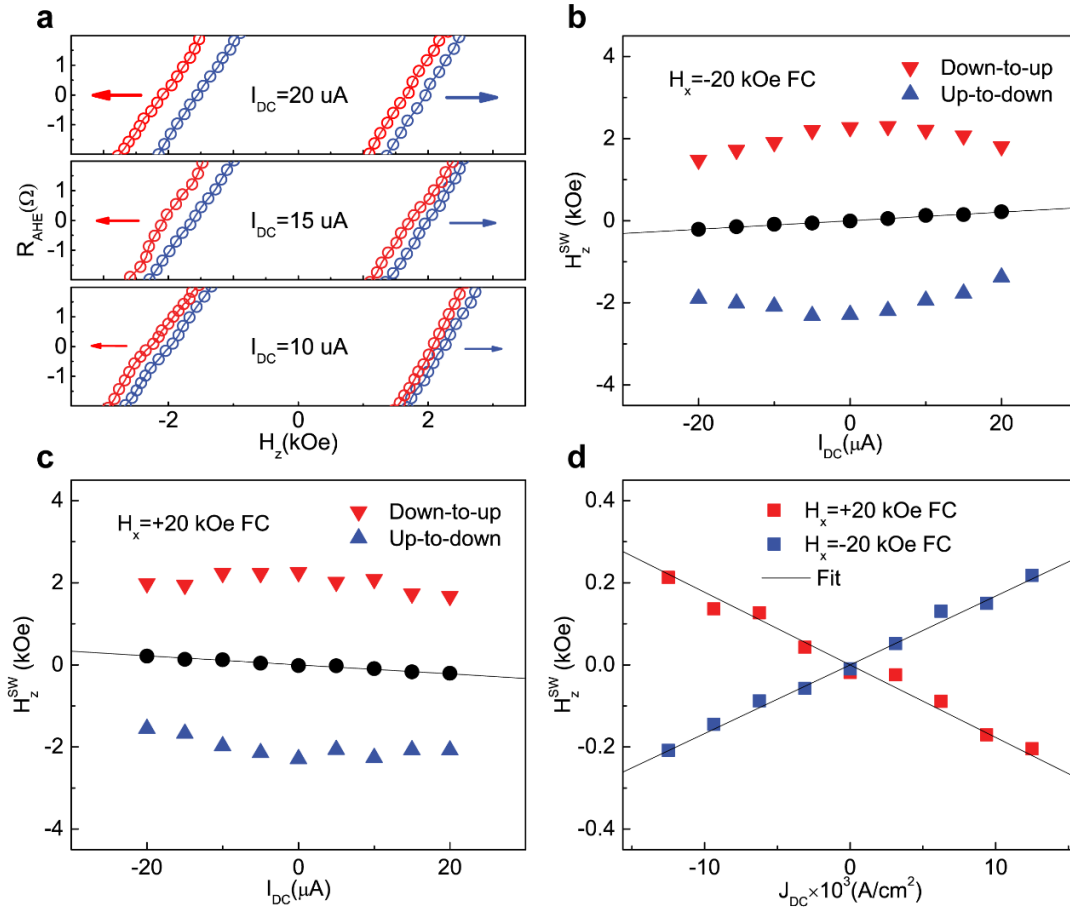 a
1
0
-1
I_DC=20 uA
1
0
-1
I_DC=15 uA
R_AHE(Ω)
1
0
-1
I_DC=10 uA
-2 0 2
H_z(kOe)
b
4
2
0
-2
-4
H_z^SW (kOe)
H_x=-20 kOe FC
Down-to-up
Up-to-down
-20 -10 0 10 20
I_DC(μA)
c
4
2
0
-2
-4
H_z^SW (kOe)
H_x=+20 kOe FC
Down-to-up
Up-to-down
-20 -10 0 10 20
I_DC(μA)
d
0.4
0.2
0.0
-0.2
-0.4
H_z^SW (kOe)
H_x=+20 kOe FC
H_x=-20 kOe FC
Fit
-10 0 10
J_DC×10³(A/cm²)